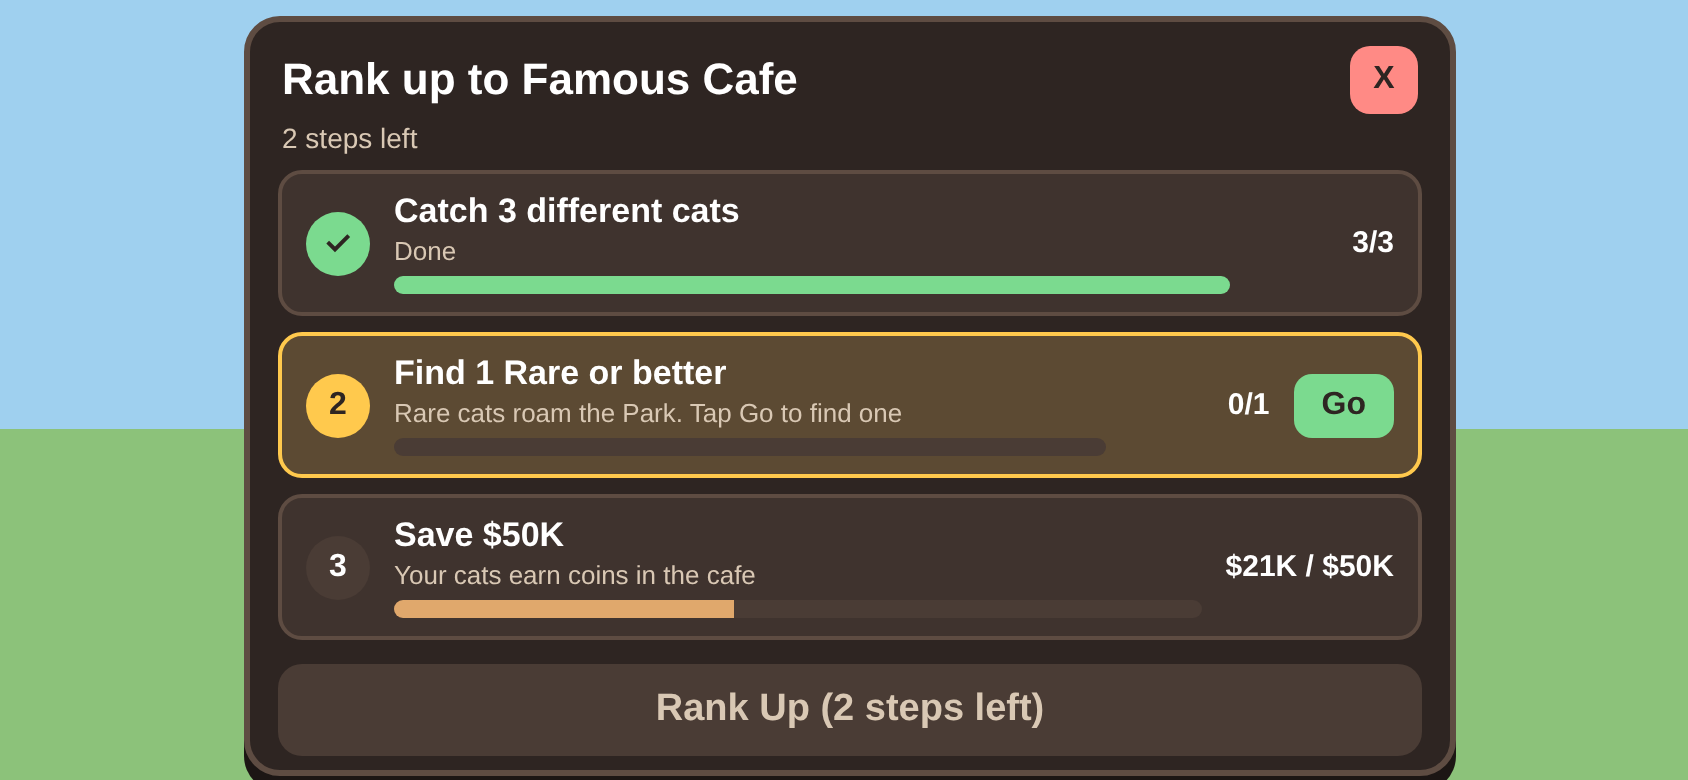 Rank up to Famous Cafe
X
2 steps left
Catch 3 different cats
Done
3/3
2
Find 1 Rare or better
Rare cats roam the Park. Tap Go to find one
0/1
Go
3
Save $50K
Your cats earn coins in the cafe
$21K / $50K
Rank Up (2 steps left)